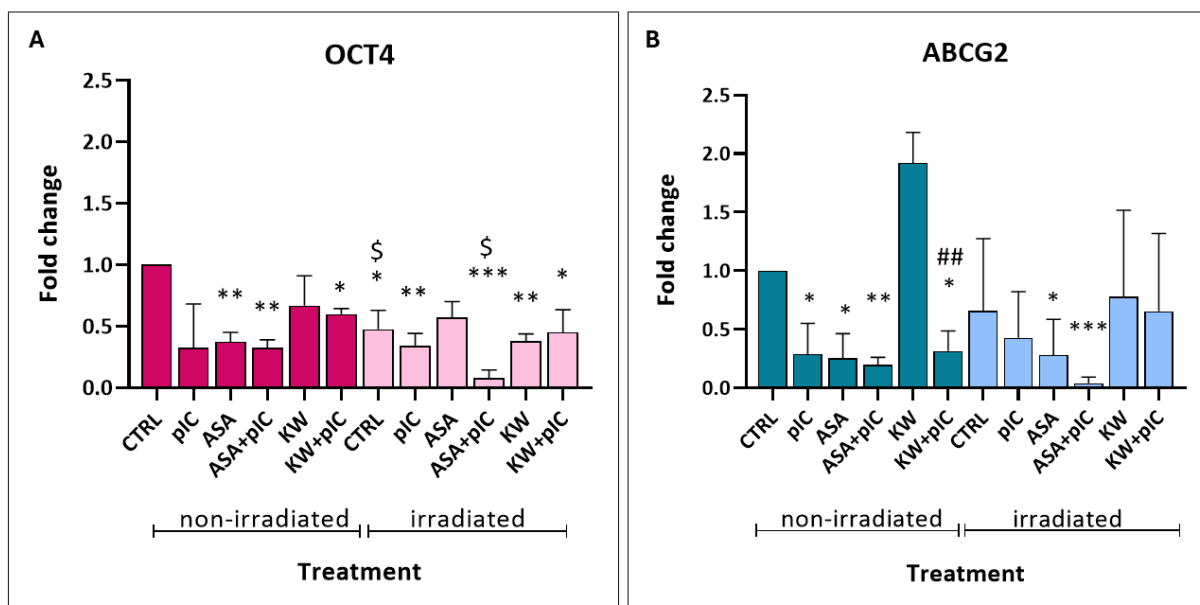 A
OCT4
Fold change
2.5
2.0
1.5
1.0
0.5
0.0
$
$
* *
* *
*
*
* *
* * *
* *
*
CTRL
pIC
ASA
ASA+pIC
KW
KW+pIC
CTRL
pIC
ASA
ASA+pIC
KW
KW+pIC
non-irradiated
irradiated
Treatment
B
ABCG2
Fold change
2.5
2.0
1.5
1.0
0.5
0.0
##
*
*
* *
*
*
* * *
CTRL
pIC
ASA
ASA+pIC
KW
KW+pIC
CTRL
pIC
ASA
ASA+pIC
KW
KW+pIC
non-irradiated
irradiated
Treatment